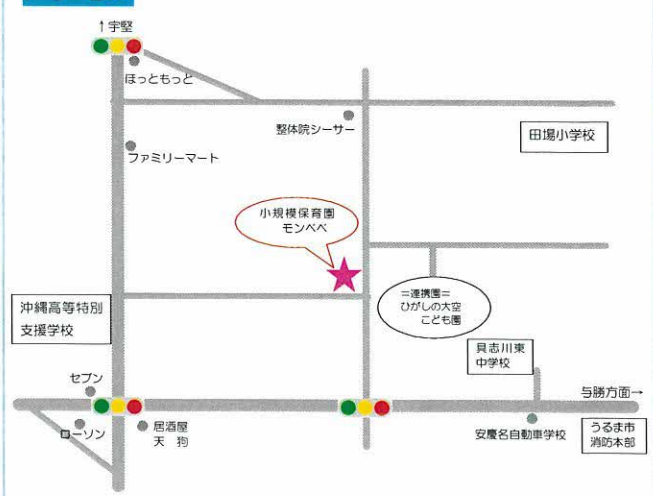 ↑宇堅
ほっともっと
整体院シーサー
田場小学校
ファミリーマート
小規模保育園
モンベベ
=連携園=
ひがしの大空
こども園
沖縄高等特別
支援学校
具志川東
中学校
セブン
与勝方面→
ローソン
居酒屋
天 狗
安慶名自動車学校
うるま市
消防本部